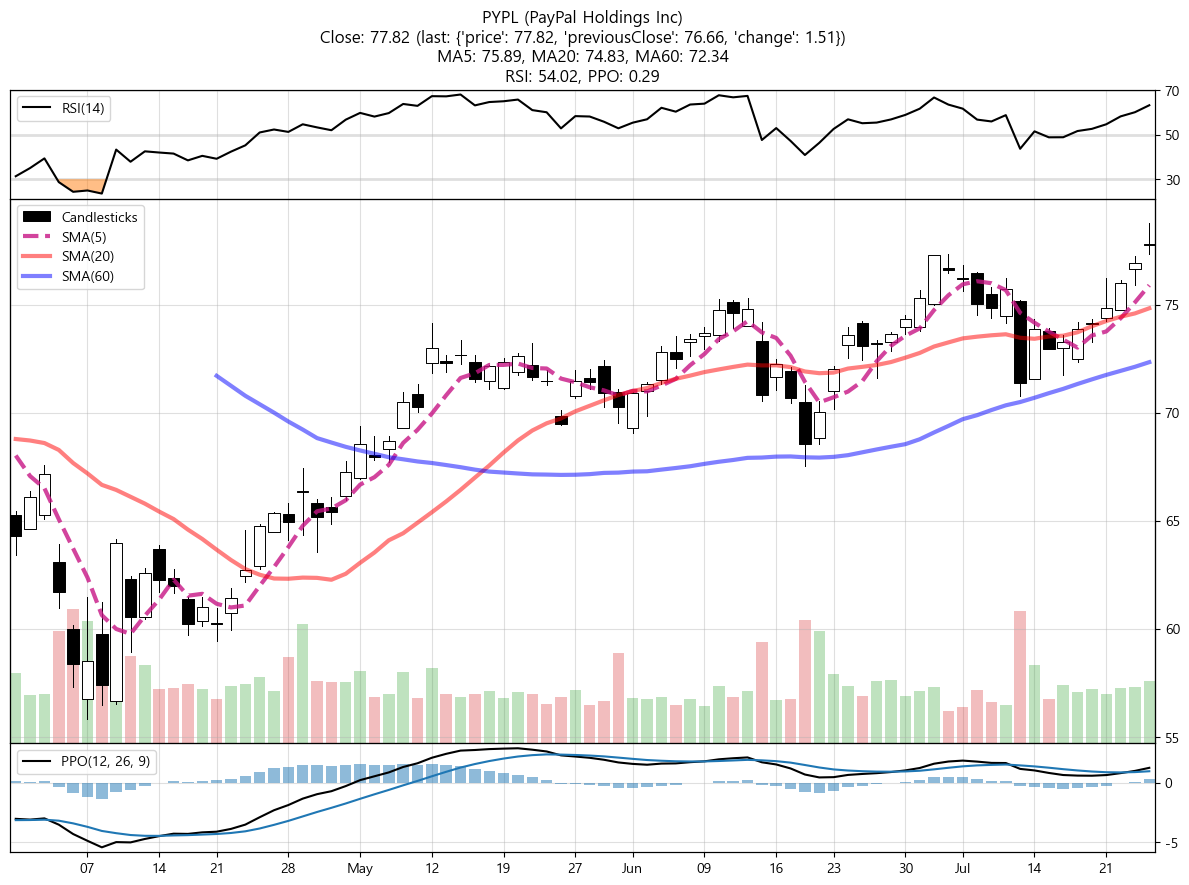 PYPL (PayPal Holdings Inc)
Close: 77.82 (last: {'price': 77.82, 'previousClose': 76.66, 'change': 1.51})
MA5: 75.89, MA20: 74.83, MA60: 72.34
RSI: 54.02, PPO: 0.29
RSI(14)
70
50
30
Candlesticks
SMA(5)
SMA(20)
SMA(60)
75
70
65
60
55
PPO(12, 26, 9)
0
-5
07 14 21 28 May 12 19 27 Jun 09 16 23 30 Jul 14 21